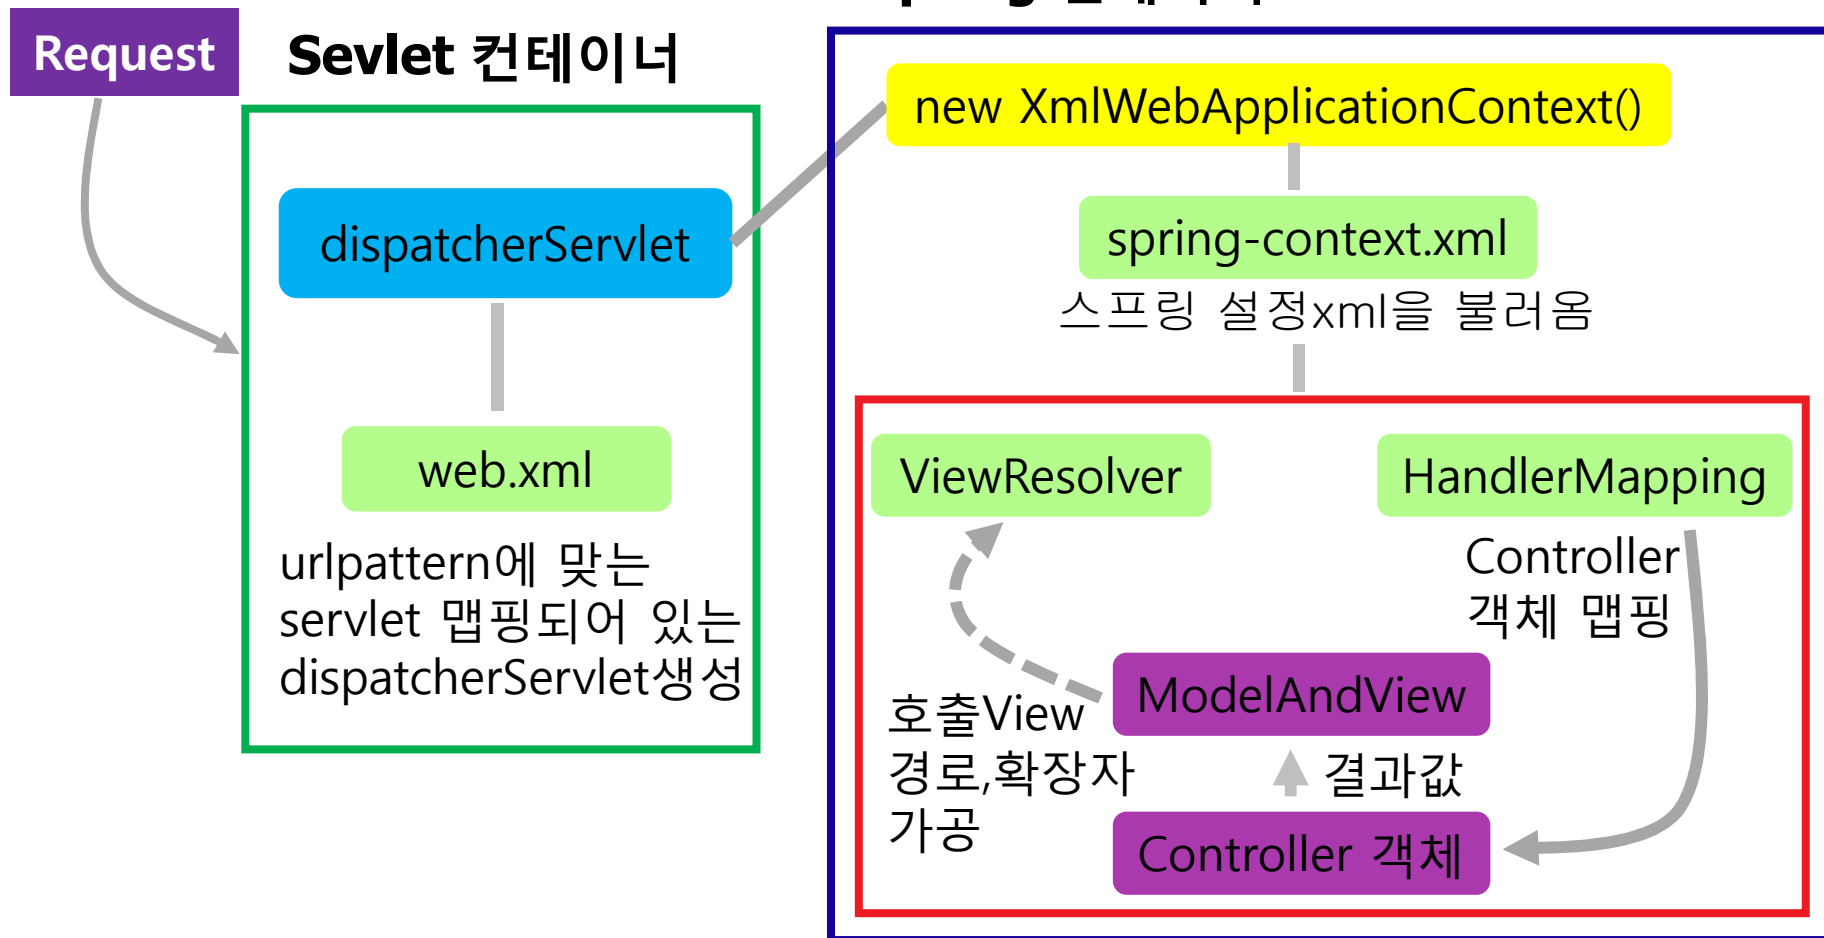 Request
Sevlet 컨테이너
new XmlWebApplicationContext()
dispatcherServlet
spring-context.xml
스프링 설정xml을 불러옴
web.xml
urlpattern에 맞는
servlet 맵핑되어 있는
dispatcherServlet생성
ViewResolver
HandlerMapping
Controller
객체 맵핑
ModelAndView
호출View
경로,확장자
가공
결과값
Controller 객체